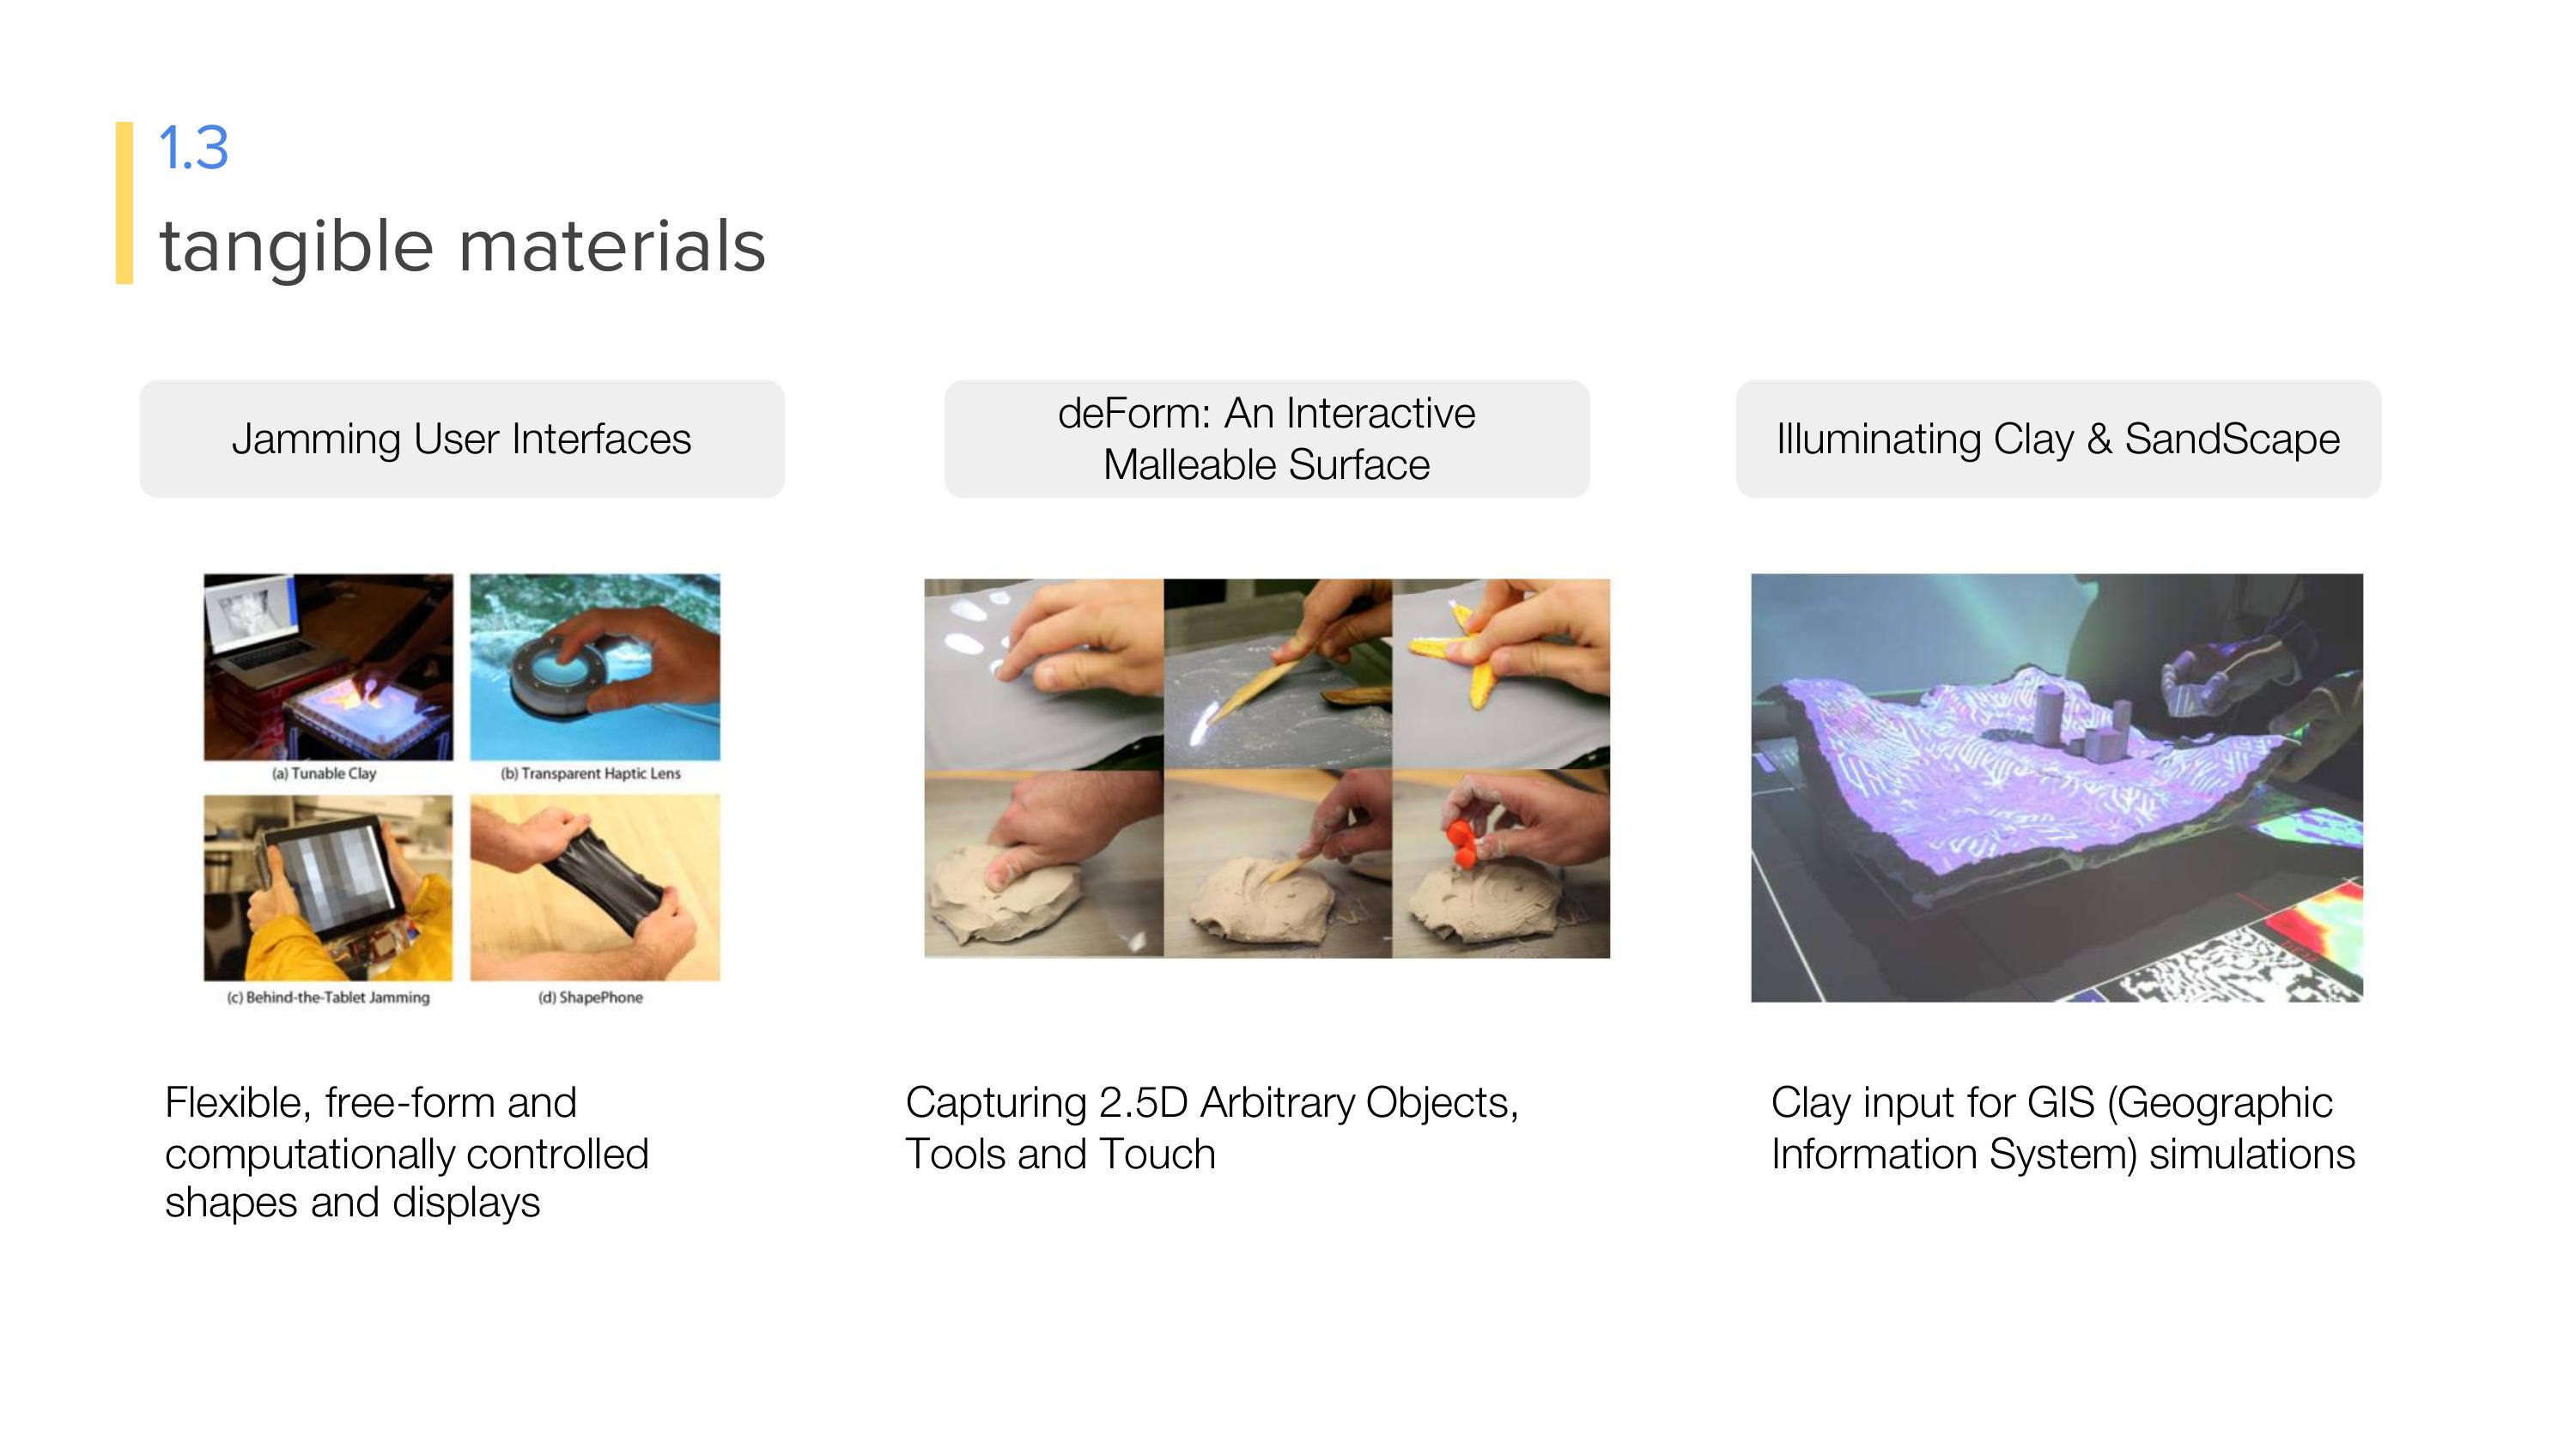 1.3
tangible materials
Jamming User Interfaces
(a) Tunable Clay
(b) Transparent Haptic Lens
(c) Behind-the-Tablet Jamming
(d) ShapePhone
Flexible, free-form and
computationally controlled
shapes and displays
deForm: An Interactive
Malleable Surface
Capturing 2.5D Arbitrary Objects,
Tools and Touch
Illuminating Clay & SandScape
Clay input for GIS (Geographic
Information System) simulations